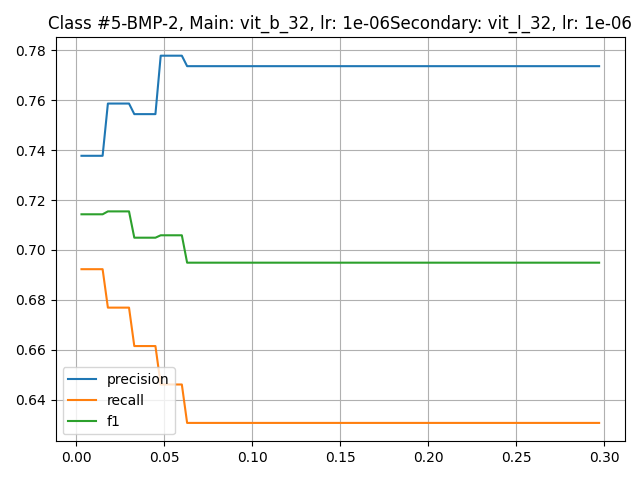 Class #5-BMP-2, Main: vit_b_32, lr: 1e-06Secondary: vit_l_32, lr: 1e-06
0.78
0.76
0.74
0.72
0.70
0.68
0.66
0.64
precision
recall
f1
0.00 0.05 0.10 0.15 0.20 0.25 0.30